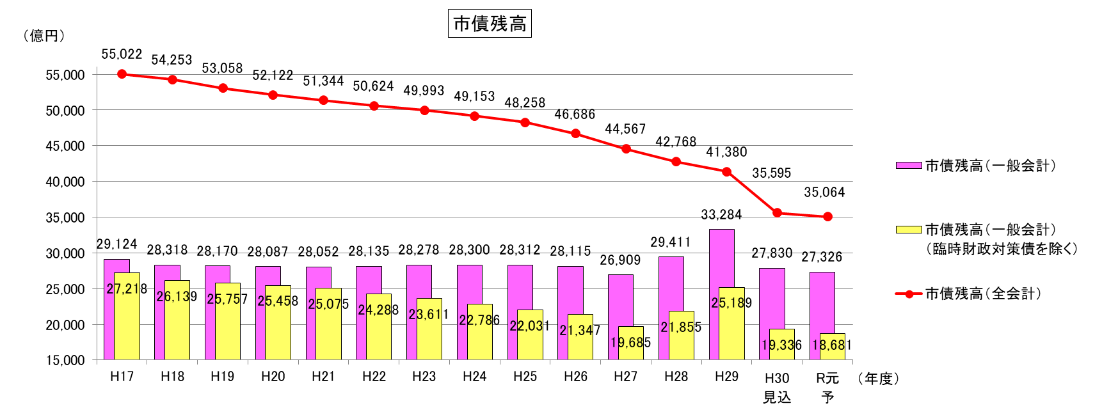 市債残高
（億円）
55,022 54,253 53,058 52,122 51,344 50,624 49,993 49,153 48,258 46,686 44,567 42,768 41,380 35,595 35,064
55,000
50,000
45,000
40,000
35,000
30,000
25,000
20,000
15,000
29,124 28,318 28,170 28,087 28,052 28,135 28,278 28,300 28,312 28,115 26,909 29,411 33,284 27,830 27,326
27,218 26,139 25,757 25,458 25,075 24,288 23,611 22,786 22,031 21,347 19,685 21,855 25,189 19,336 18,681
H17 H18 H19 H20 H21 H22 H23 H24 H25 H26 H27 H28 H29 H30 R元 （年度）
見込 予
市債残高（一般会計）
市債残高（一般会計）
（臨時財政対策債を除く）
市債残高（全会計）